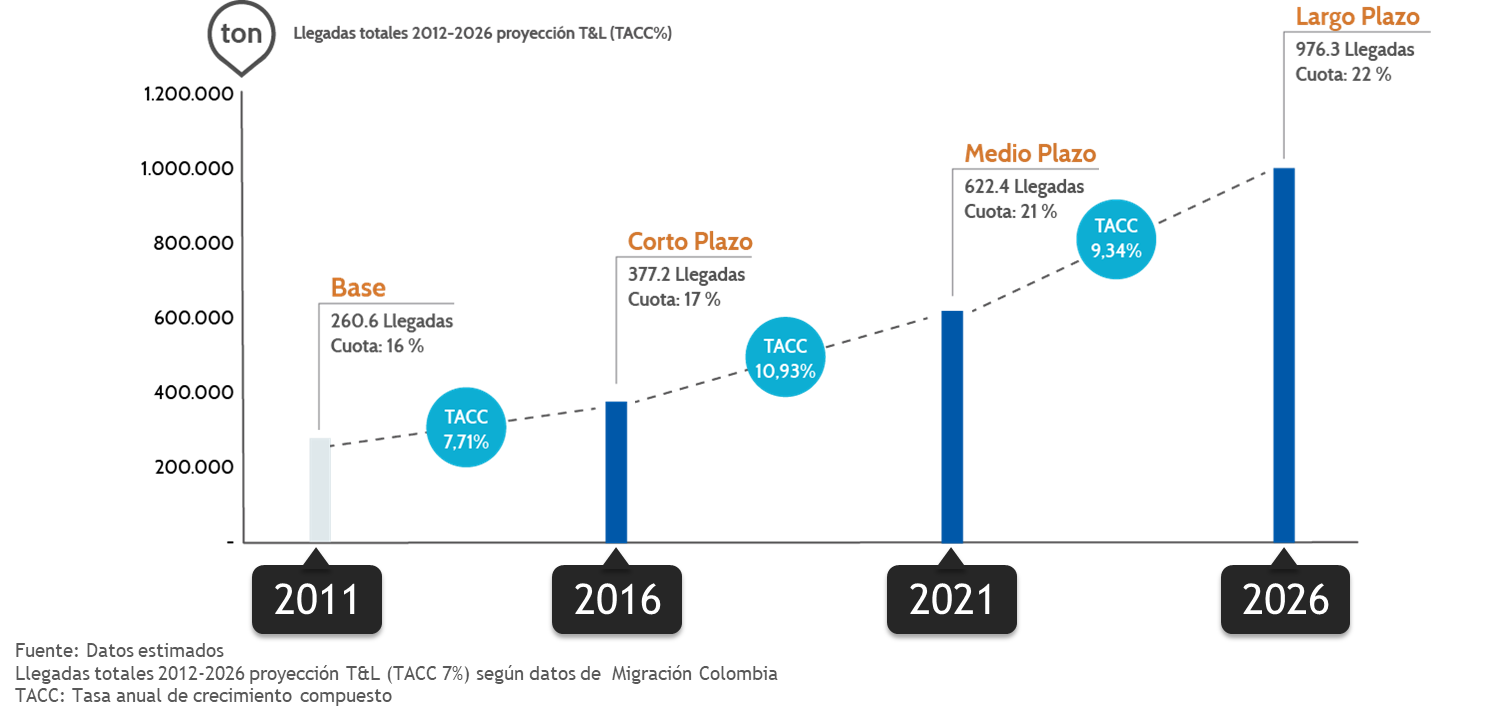 ton
Llegadas totales 2012-2026 proyección T&L (TACC%)
Largo Plazo
976.3 Llegadas
Cuota: 22 %
Medio Plazo
622.4 Llegadas
Cuota: 21 %
Corto Plazo
377.2 Llegadas
Cuota: 17 %
Base
260.6 Llegadas
Cuota: 16 %
1.200.000
1.000.000
800.000
600.000
400.000
200.000
-
TACC
7,71%
TACC
10,93%
TACC
9,34%
2011
2016
2021
2026
Fuente: Datos estimados
Llegadas totales 2012-2026 proyección T&L (TACC 7%) según datos de Migración Colombia
TACC: Tasa anual de crecimiento compuesto